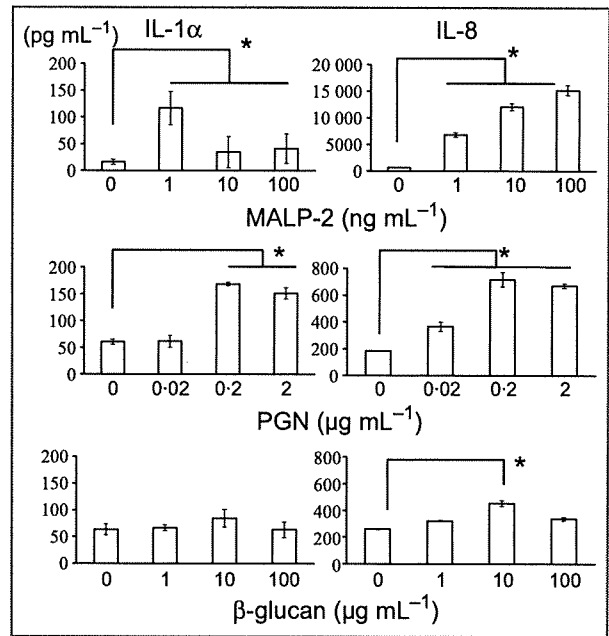 IL-1α IL-8
(pg mL⁻¹)
* *
200 20 000
150 15 000
100 10 000
50 5000
0 0
0 1 10 100 0 1 10 100
MALP-2 (ng mL⁻¹)
* *
200 800
150 600
100 400
50 200
0
0 0·02 0·2 2 0 0·02 0·2 2
PGN (µg mL⁻¹)
*
200 800
150 600
100 400
50 200
0 0
0 1 10 100 0 1 10 100
β-glucan (µg mL⁻¹)